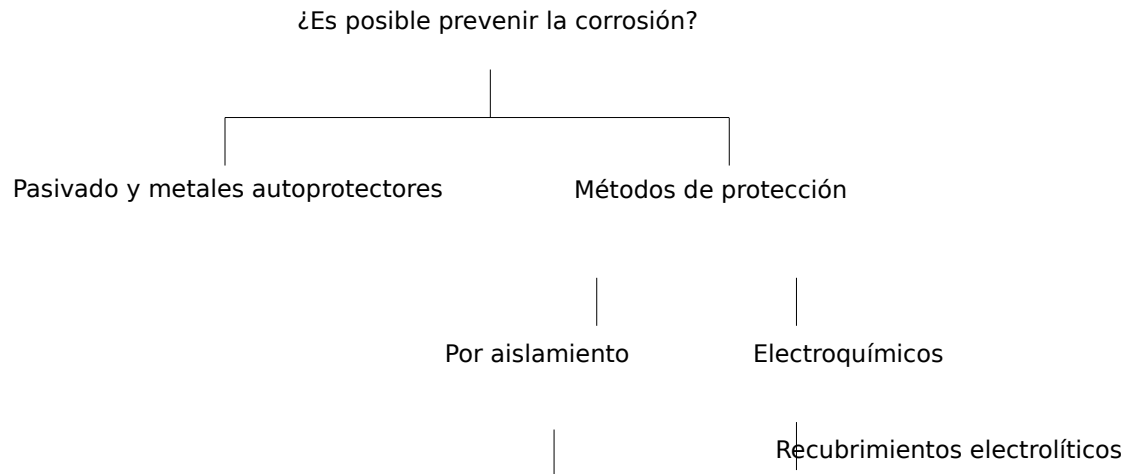 ¿Es posible prevenir la corrosión?
Pasivado y metales autoprotectores
Métodos de protección
Por aislamiento
Electroquímicos
Recubrimientos electrolíticos